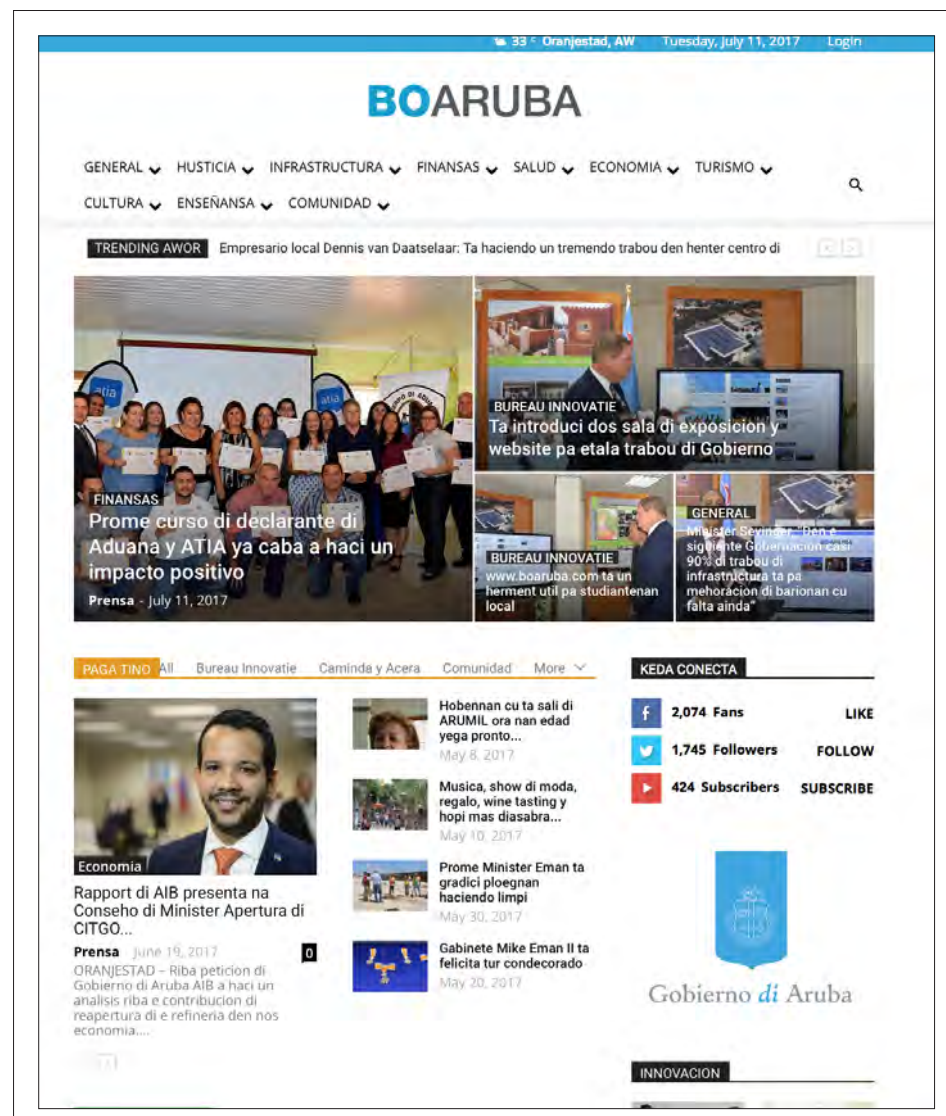 33 C Oranjestad, AW Tuesday, July 11, 2017 Login
BOARUBA
GENERAL HUSTICIA INFRASTRUCTURA FINANSAS SALUD ECONOMIA TURISMO
CULTURA ENSEÑANSA COMUNIDAD
TRENDING AWOR Empresario local Dennis van Daatselaar: Ta haciendo un tremendo trabou den henter centro di
atia
atia
FINANSAS
Prome curso di declarante di
Aduana y ATIA ya caba a haci un
impacto positivo
Prensa - July 11, 2017
BUREAU INNOVATIE
Ta introduci dos sala di exposicion y
website pa etala trabou di Gobierno
BUREAU INNOVATIE
www.boaruba.com ta un
herment util pa studiantenan
local
GENERAL
Minister Sevinger: "Den e
siguiente Gobernacion casi
90% di trabou di
infrastructura ta pa
mehoracion di barionan cu
falta ainda"
PAGA TINO All Bureau Innovatie Caminda y Acera Comunidad More
Economia
Rapport di AIB presenta na
Conseho di Minister Apertura di
CITGO...
Prensa - June 19, 2017 0
ORANJESTAD – Riba peticion di
Gobierno di Aruba AIB a haci un
analisis riba e contribucion di
reapertura di e refineria den nos
economia....
Hobennan cu ta sali di
ARUMIL ora nan edad
yega pronto...
May 8, 2017
Musica, show di moda,
regalo, wine tasting y
hopi mas diasabra...
May 10, 2017
Prome Minister Eman ta
gradici ploegnan
haciendo limpi
May 30, 2017
Gabinete Mike Eman II ta
felicita tur condecorado
May 20, 2017
KEDA CONECTA
2,074 Fans LIKE
1,745 Followers FOLLOW
424 Subscribers SUBSCRIBE
Gobierno di Aruba
INNOVACION